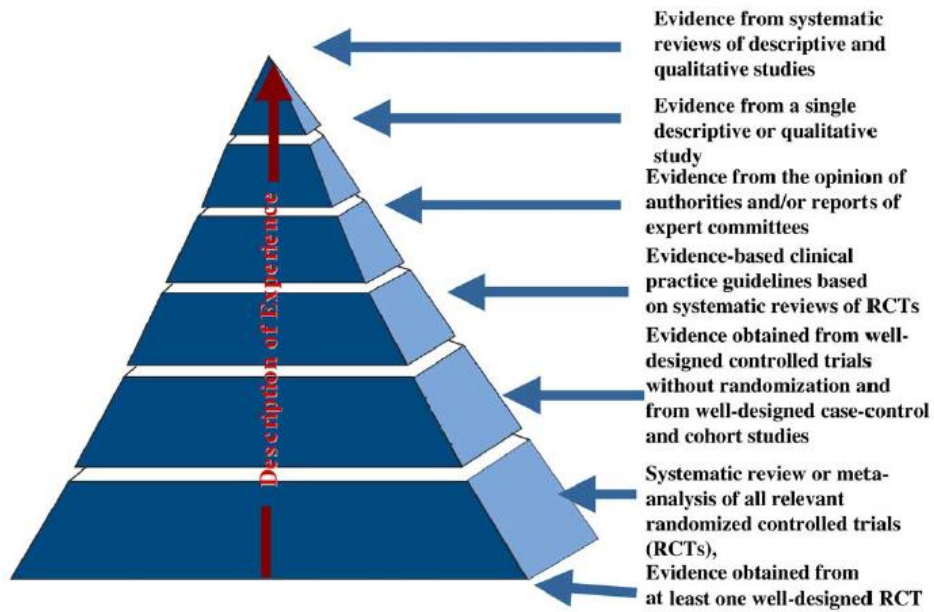 Evidence from systematic
reviews of descriptive and
qualitative studies
Evidence from a single
descriptive or qualitative
study
Evidence from the opinion of
authorities and/or reports of
expert committees
Evidence-based clinical
practice guidelines based
on systematic reviews of RCTs
Evidence obtained from well-
designed controlled trials
without randomization and
from well-designed case-control
and cohort studies
Systematic review or meta-
analysis of all relevant
randomized controlled trials
(RCTs),
Evidence obtained from
at least one well-designed RCT
Description of Experience